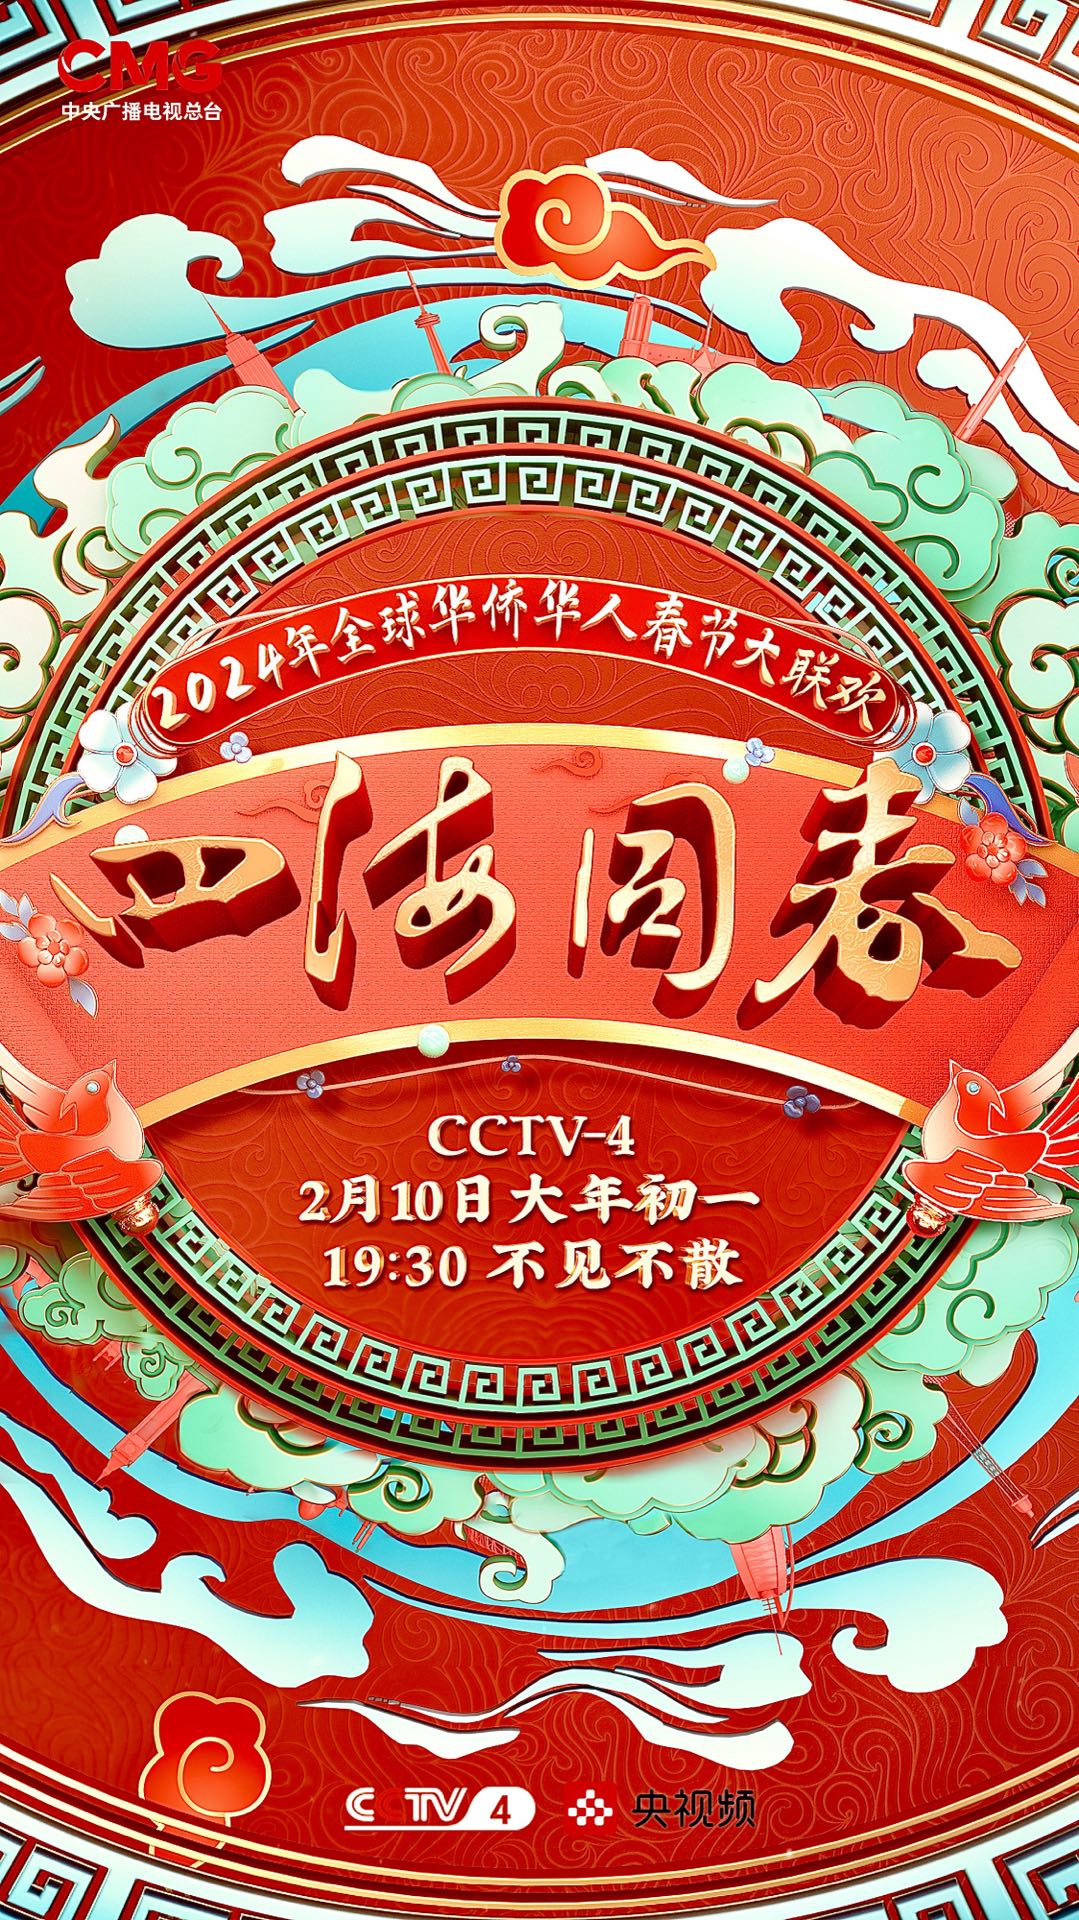 CMG
中央广播电视总台
2024年全球华侨华人春节大联欢
四海同春
CCTV-4
2月10日大年初一
19:30 不见不散
CCTV 4 央视频